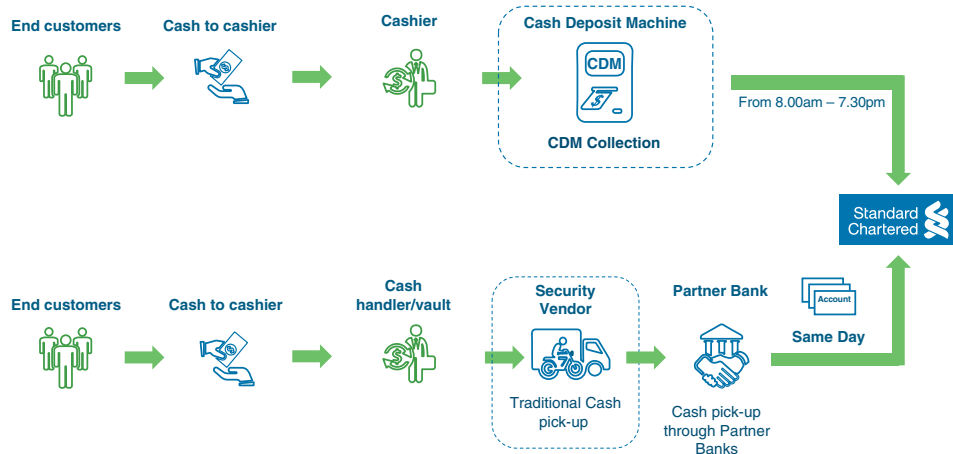 End customers
Cash to cashier
Cashier
Cash Deposit Machine
CDM
$
$
$
CDM Collection
From 8.00am – 7.30pm
Standard
Chartered
End customers
Cash to cashier
Cash
handler/vault
Security
Vendor
Partner Bank
Account
Same Day
$
$
Traditional Cash
pick-up
Cash pick-up
through Partner
Banks